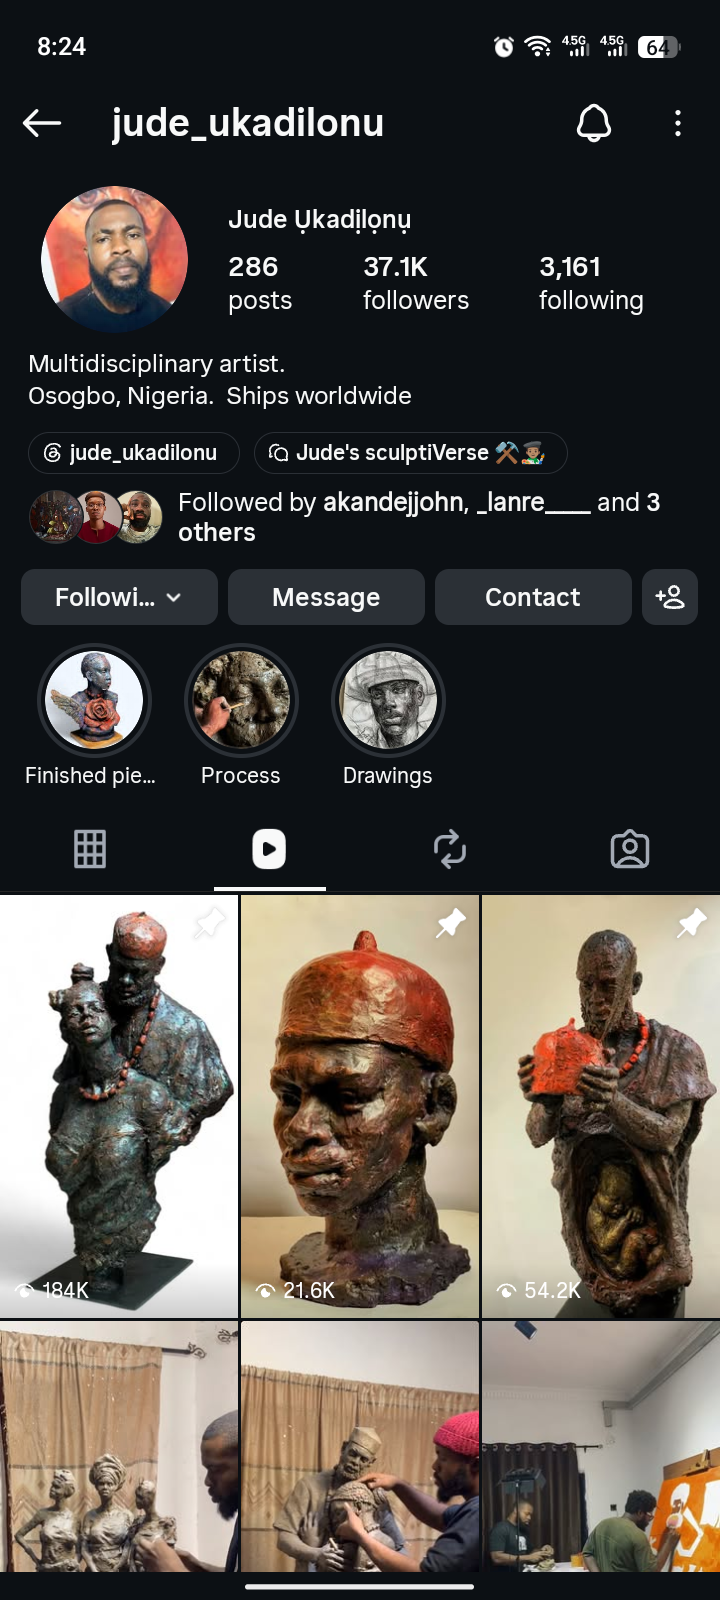 8:24
4.5G 4.5G 64
jude_ukadilonu
Jude Ụkadịlọnụ
286 37.1K 3,161
posts followers following
Multidisciplinary artist.
Osogbo, Nigeria. Ships worldwide
jude_ukadilonu Jude's sculptiVerse ⚒️👨🏽‍🎨
Followed by akandejjohn, _lanre____ and 3
others
Followi... Message Contact
Finished pie... Process Drawings
184K 21.6K 54.2K